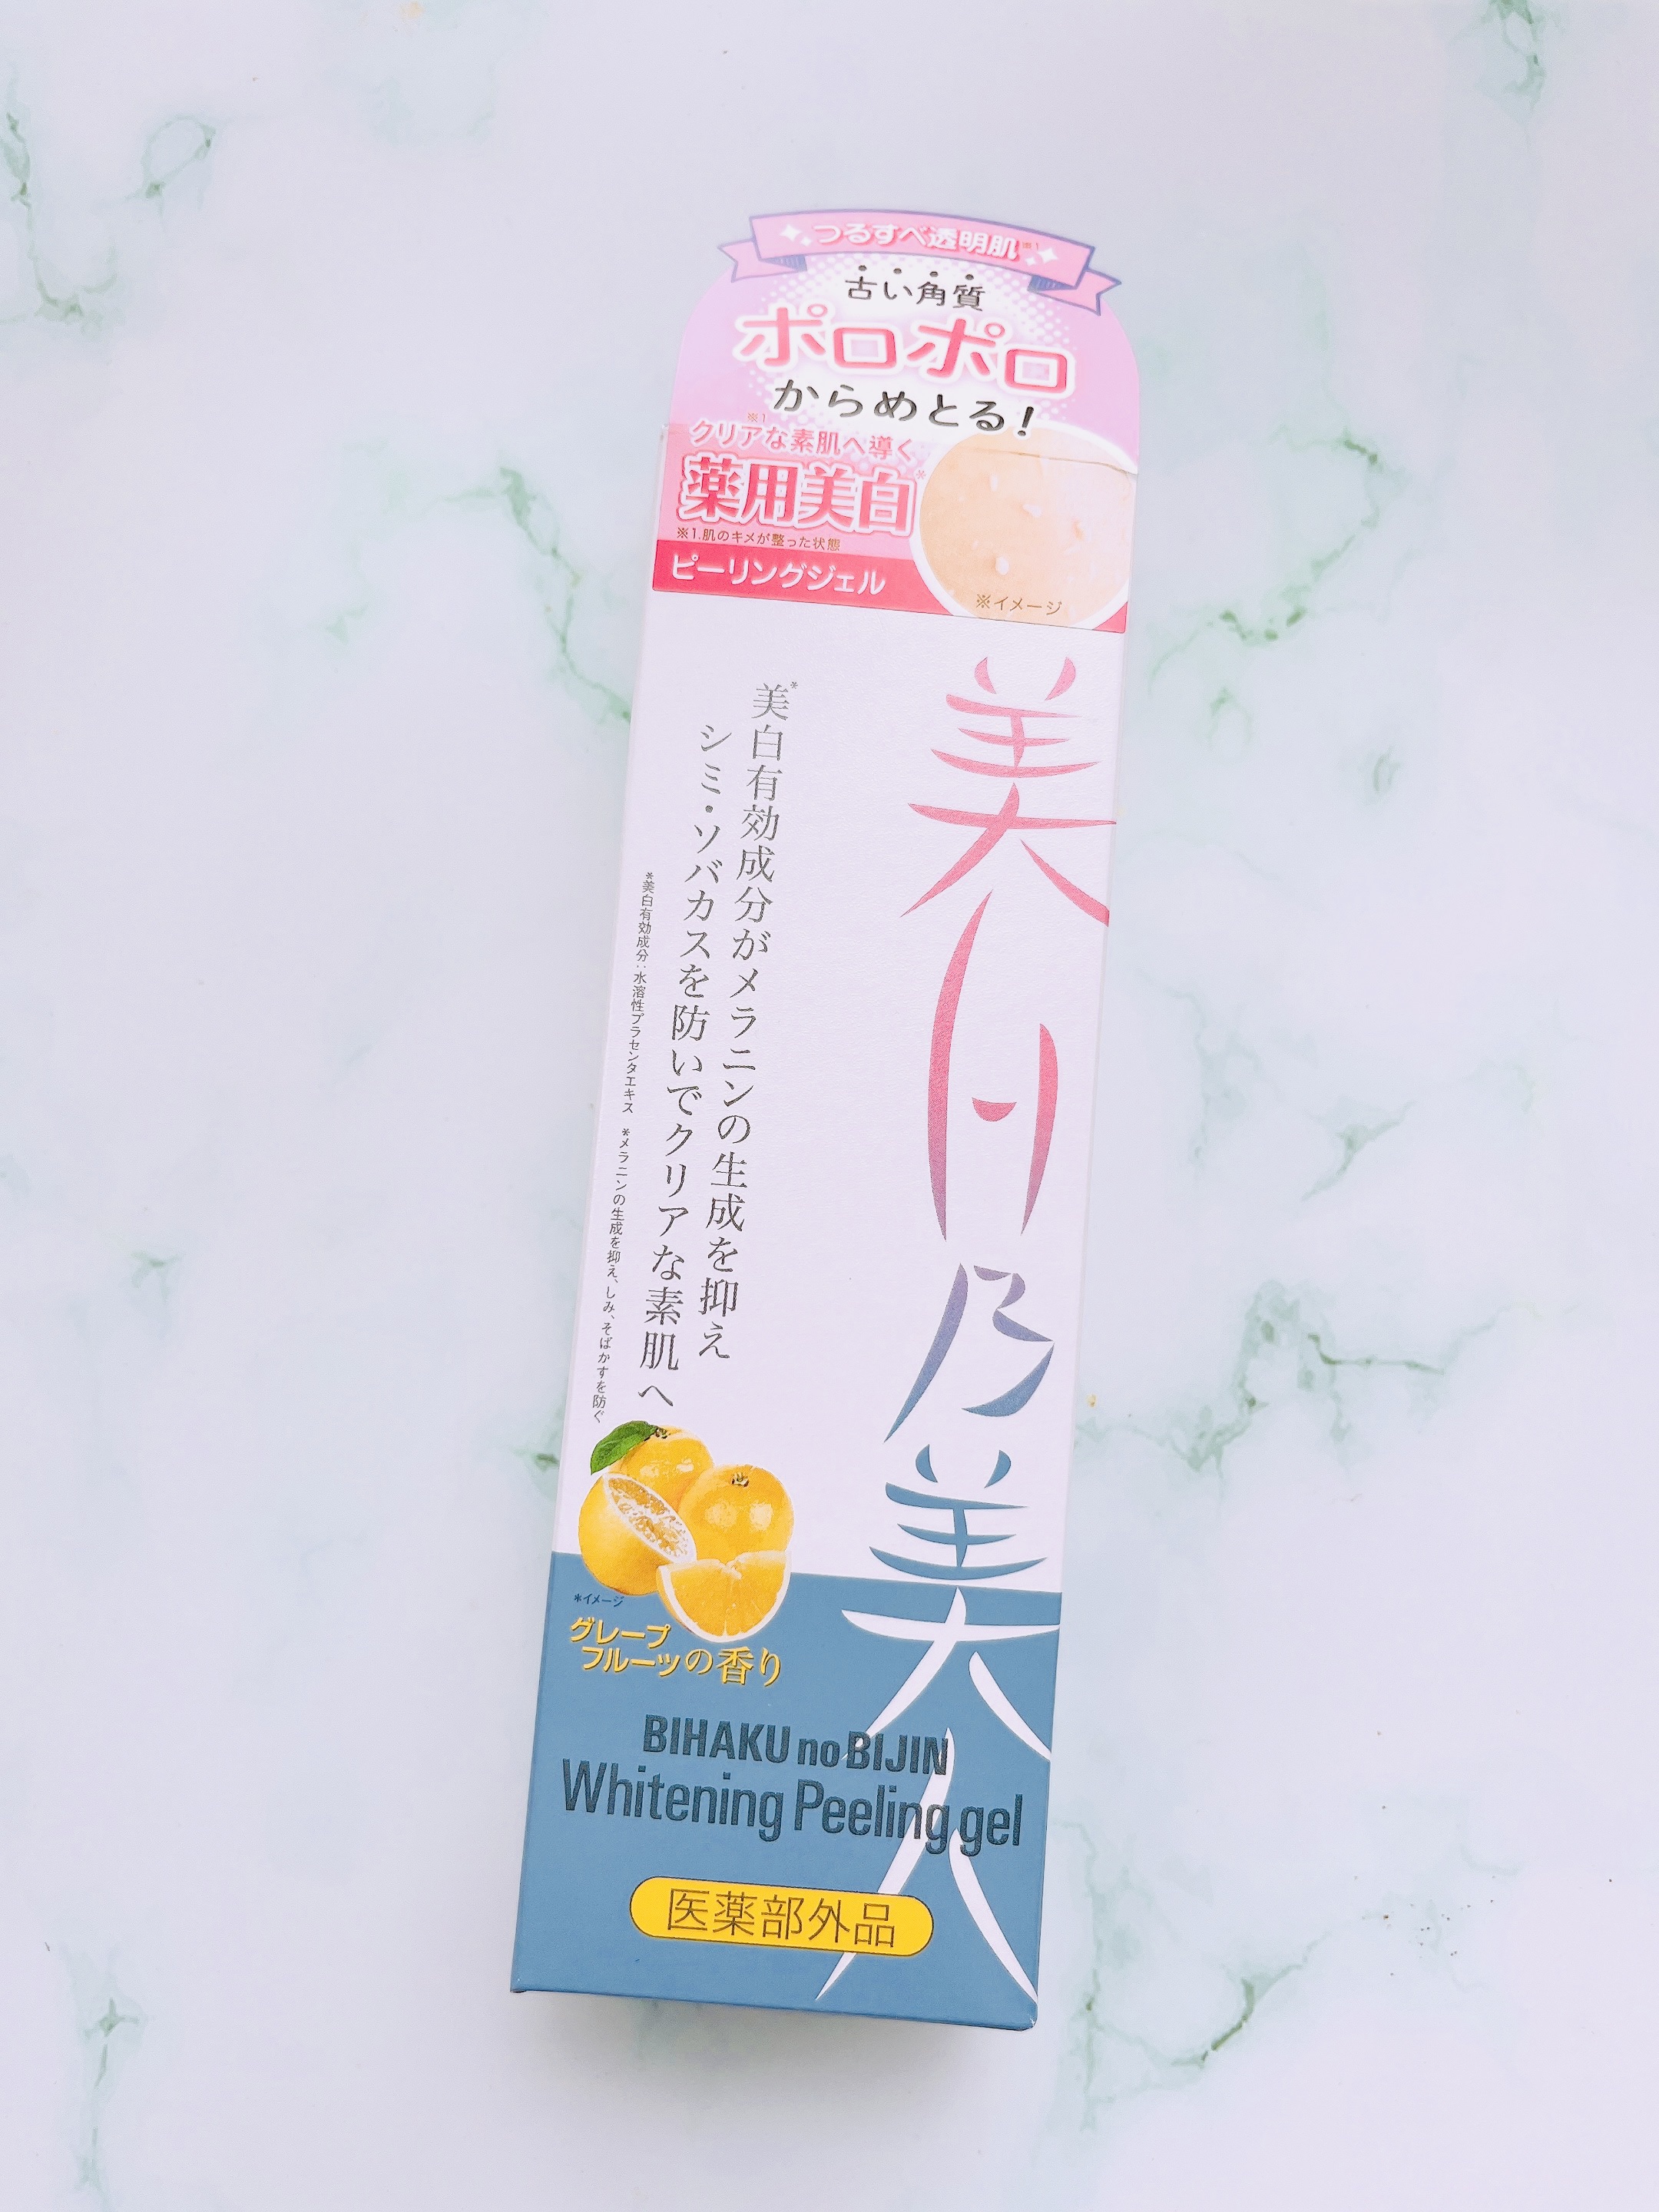 つるすべ透明肌※1
古い角質
ポロポロ
からめとる!
※1
クリアな素肌へ導く
薬用美白*
※1.肌のキメが整った状態
ピーリングジェル
※イメージ
美白乃美人
美*白有効成分がメラニンの生成を抑え
シミ・ソバカスを防いでクリアな素肌へ
*美白有効成分:水溶性プラセンタエキス *メラニンの生成を抑え、しみ、そばかすを防ぐ
*イメージ
グレープ
フルーツの香り
BIHAKU no BIJIN
Whitening Peeling gel
医薬部外品